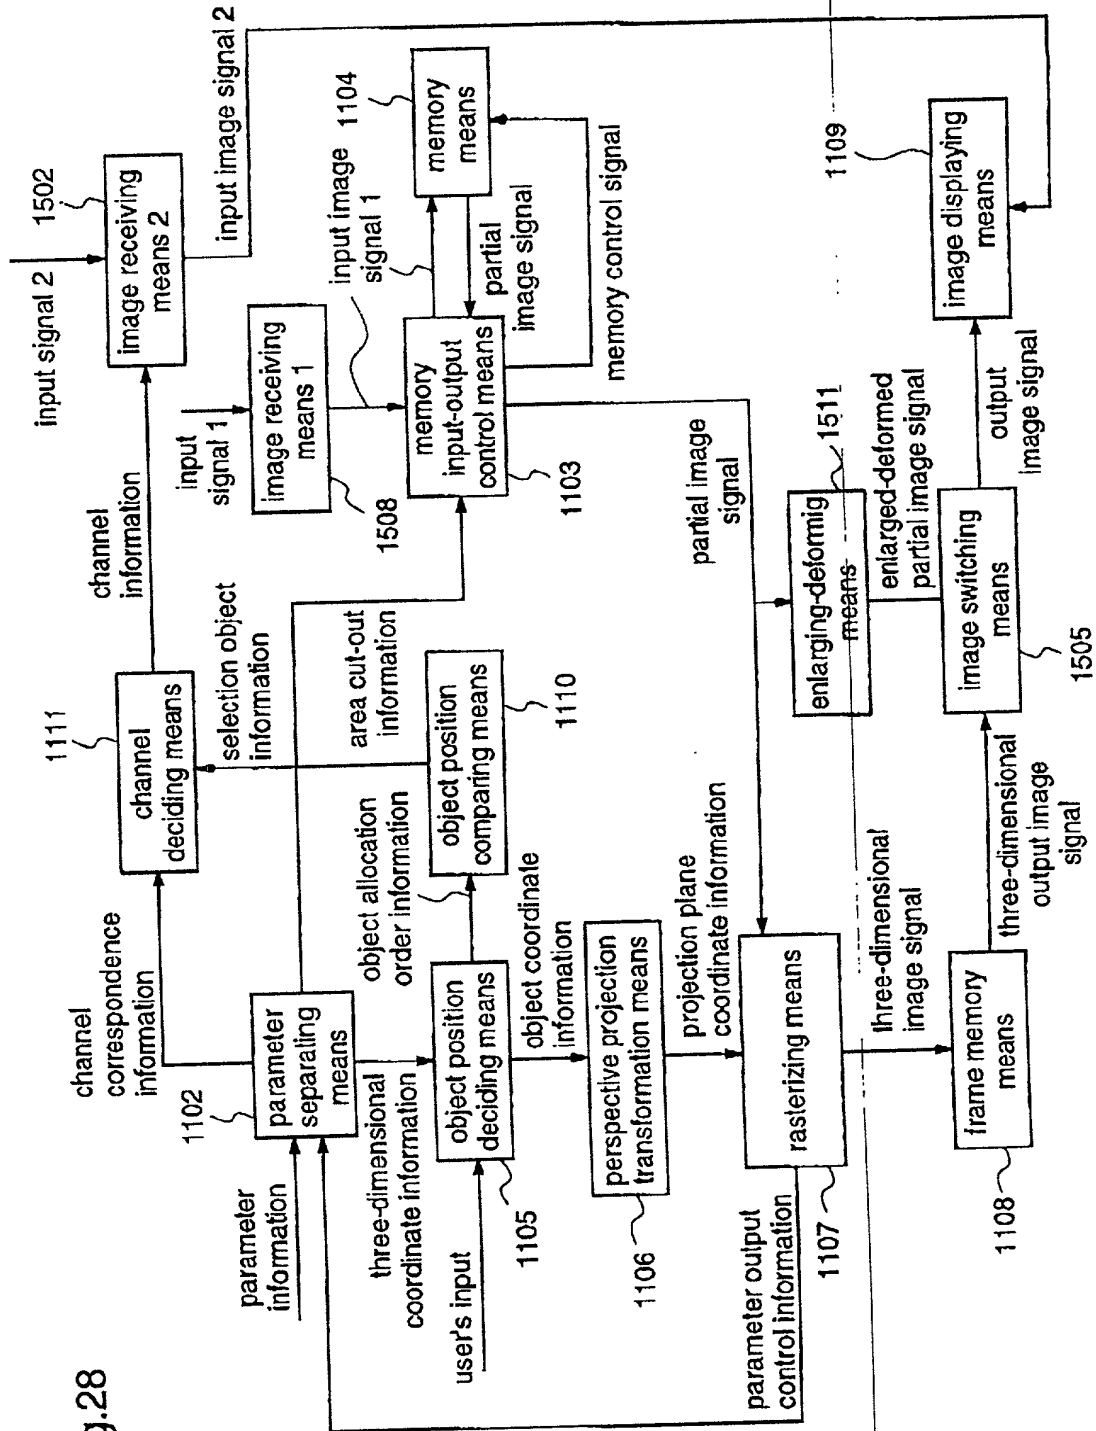 g.28
parameter
information
1102
parameter
separating
means
channel
correspondence
information
1111
channel
deciding means
channel
information
input signal 2
1502
image receiving
means 2
input image signal 2
selection object
information
input
signal 1
image receiving
means 1
1508
input image
signal 1
1104
memory
means
partial
image signal
memory
input-output
control means
1103
memory control signal
area cut-out
information
three-dimensional
coordinate information
user's input
object position
deciding means
1105
object allocation
order information
object position
comparing means
1110
object coordinate
information
perspective projection
transformation means
1106
projection plane
coordinate information
partial image
signal
parameter output
control information
rasterizing means
1107
enlarging-deformig
means
1511
enlarged-deformed
partial image signal
three-dimensional
image signal
frame memory
means
1108
three-dimensional
output image
signal
image switching
means
1505
output
image signal
image displaying
means
1109